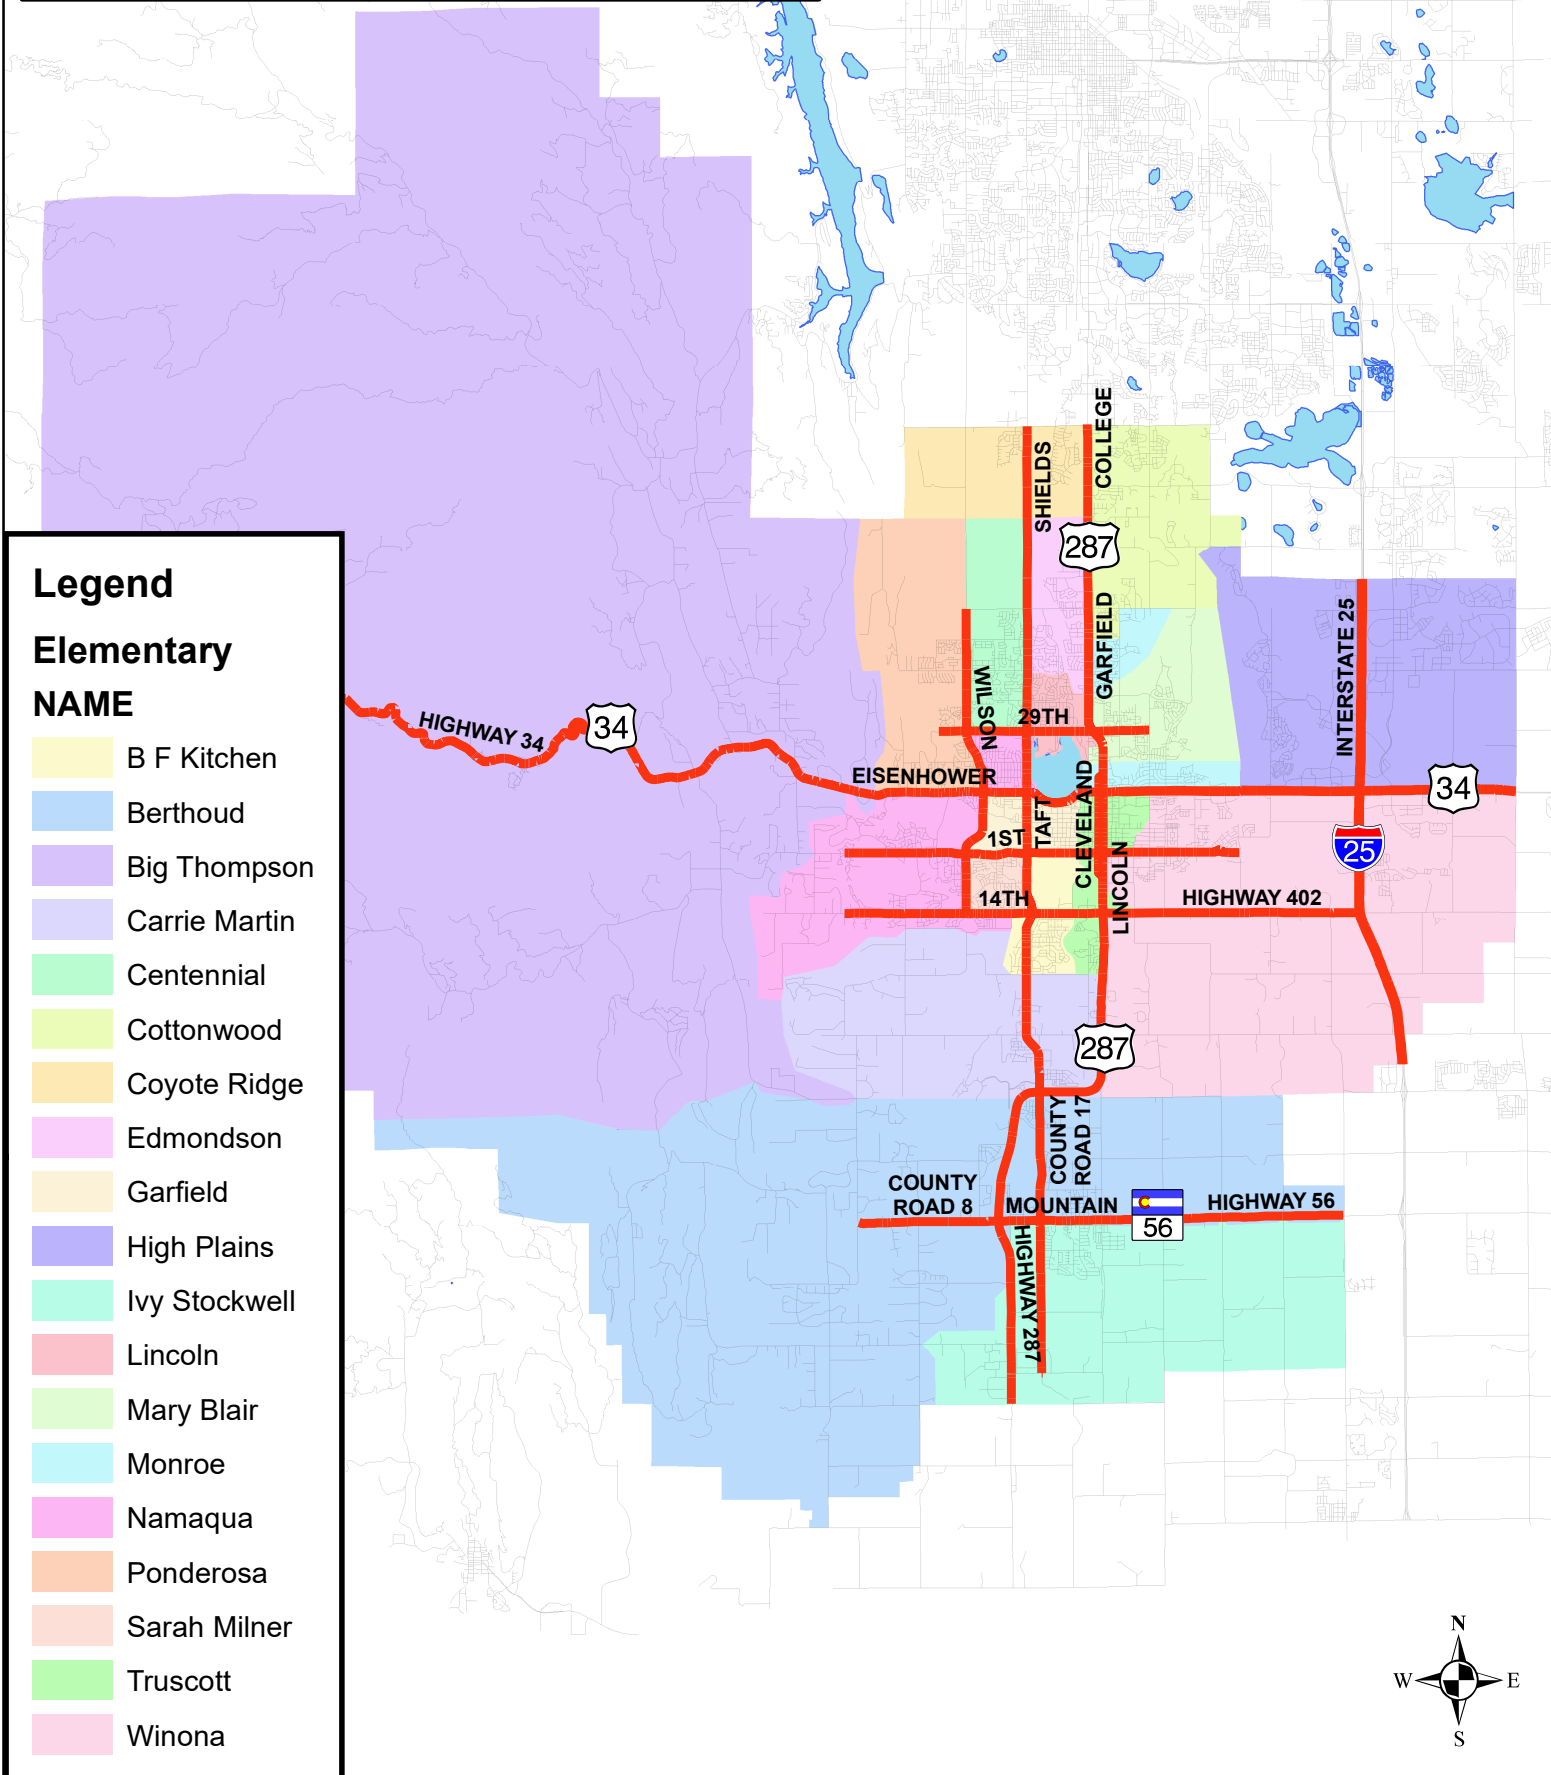 Legend
Elementary
NAME
B F Kitchen
Berthoud
Big Thompson
Carrie Martin
Centennial
Cottonwood
Coyote Ridge
Edmondson
Garfield
High Plains
Ivy Stockwell
Lincoln
Mary Blair
Monroe
Namaqua
Ponderosa
Sarah Milner
Truscott
Winona
COLLEGE
SHIELDS
287
GARFIELD
INTERSTATE 25
WILSON
29TH
HIGHWAY 34
34
EISENHOWER
CLEVELAND
34
TAFT
1ST
25
LINCOLN
14TH
HIGHWAY 402
287
COUNTY
ROAD 17
COUNTY
ROAD 8
MOUNTAIN
56
HIGHWAY 56
HIGHWAY 287
N
W
E
S